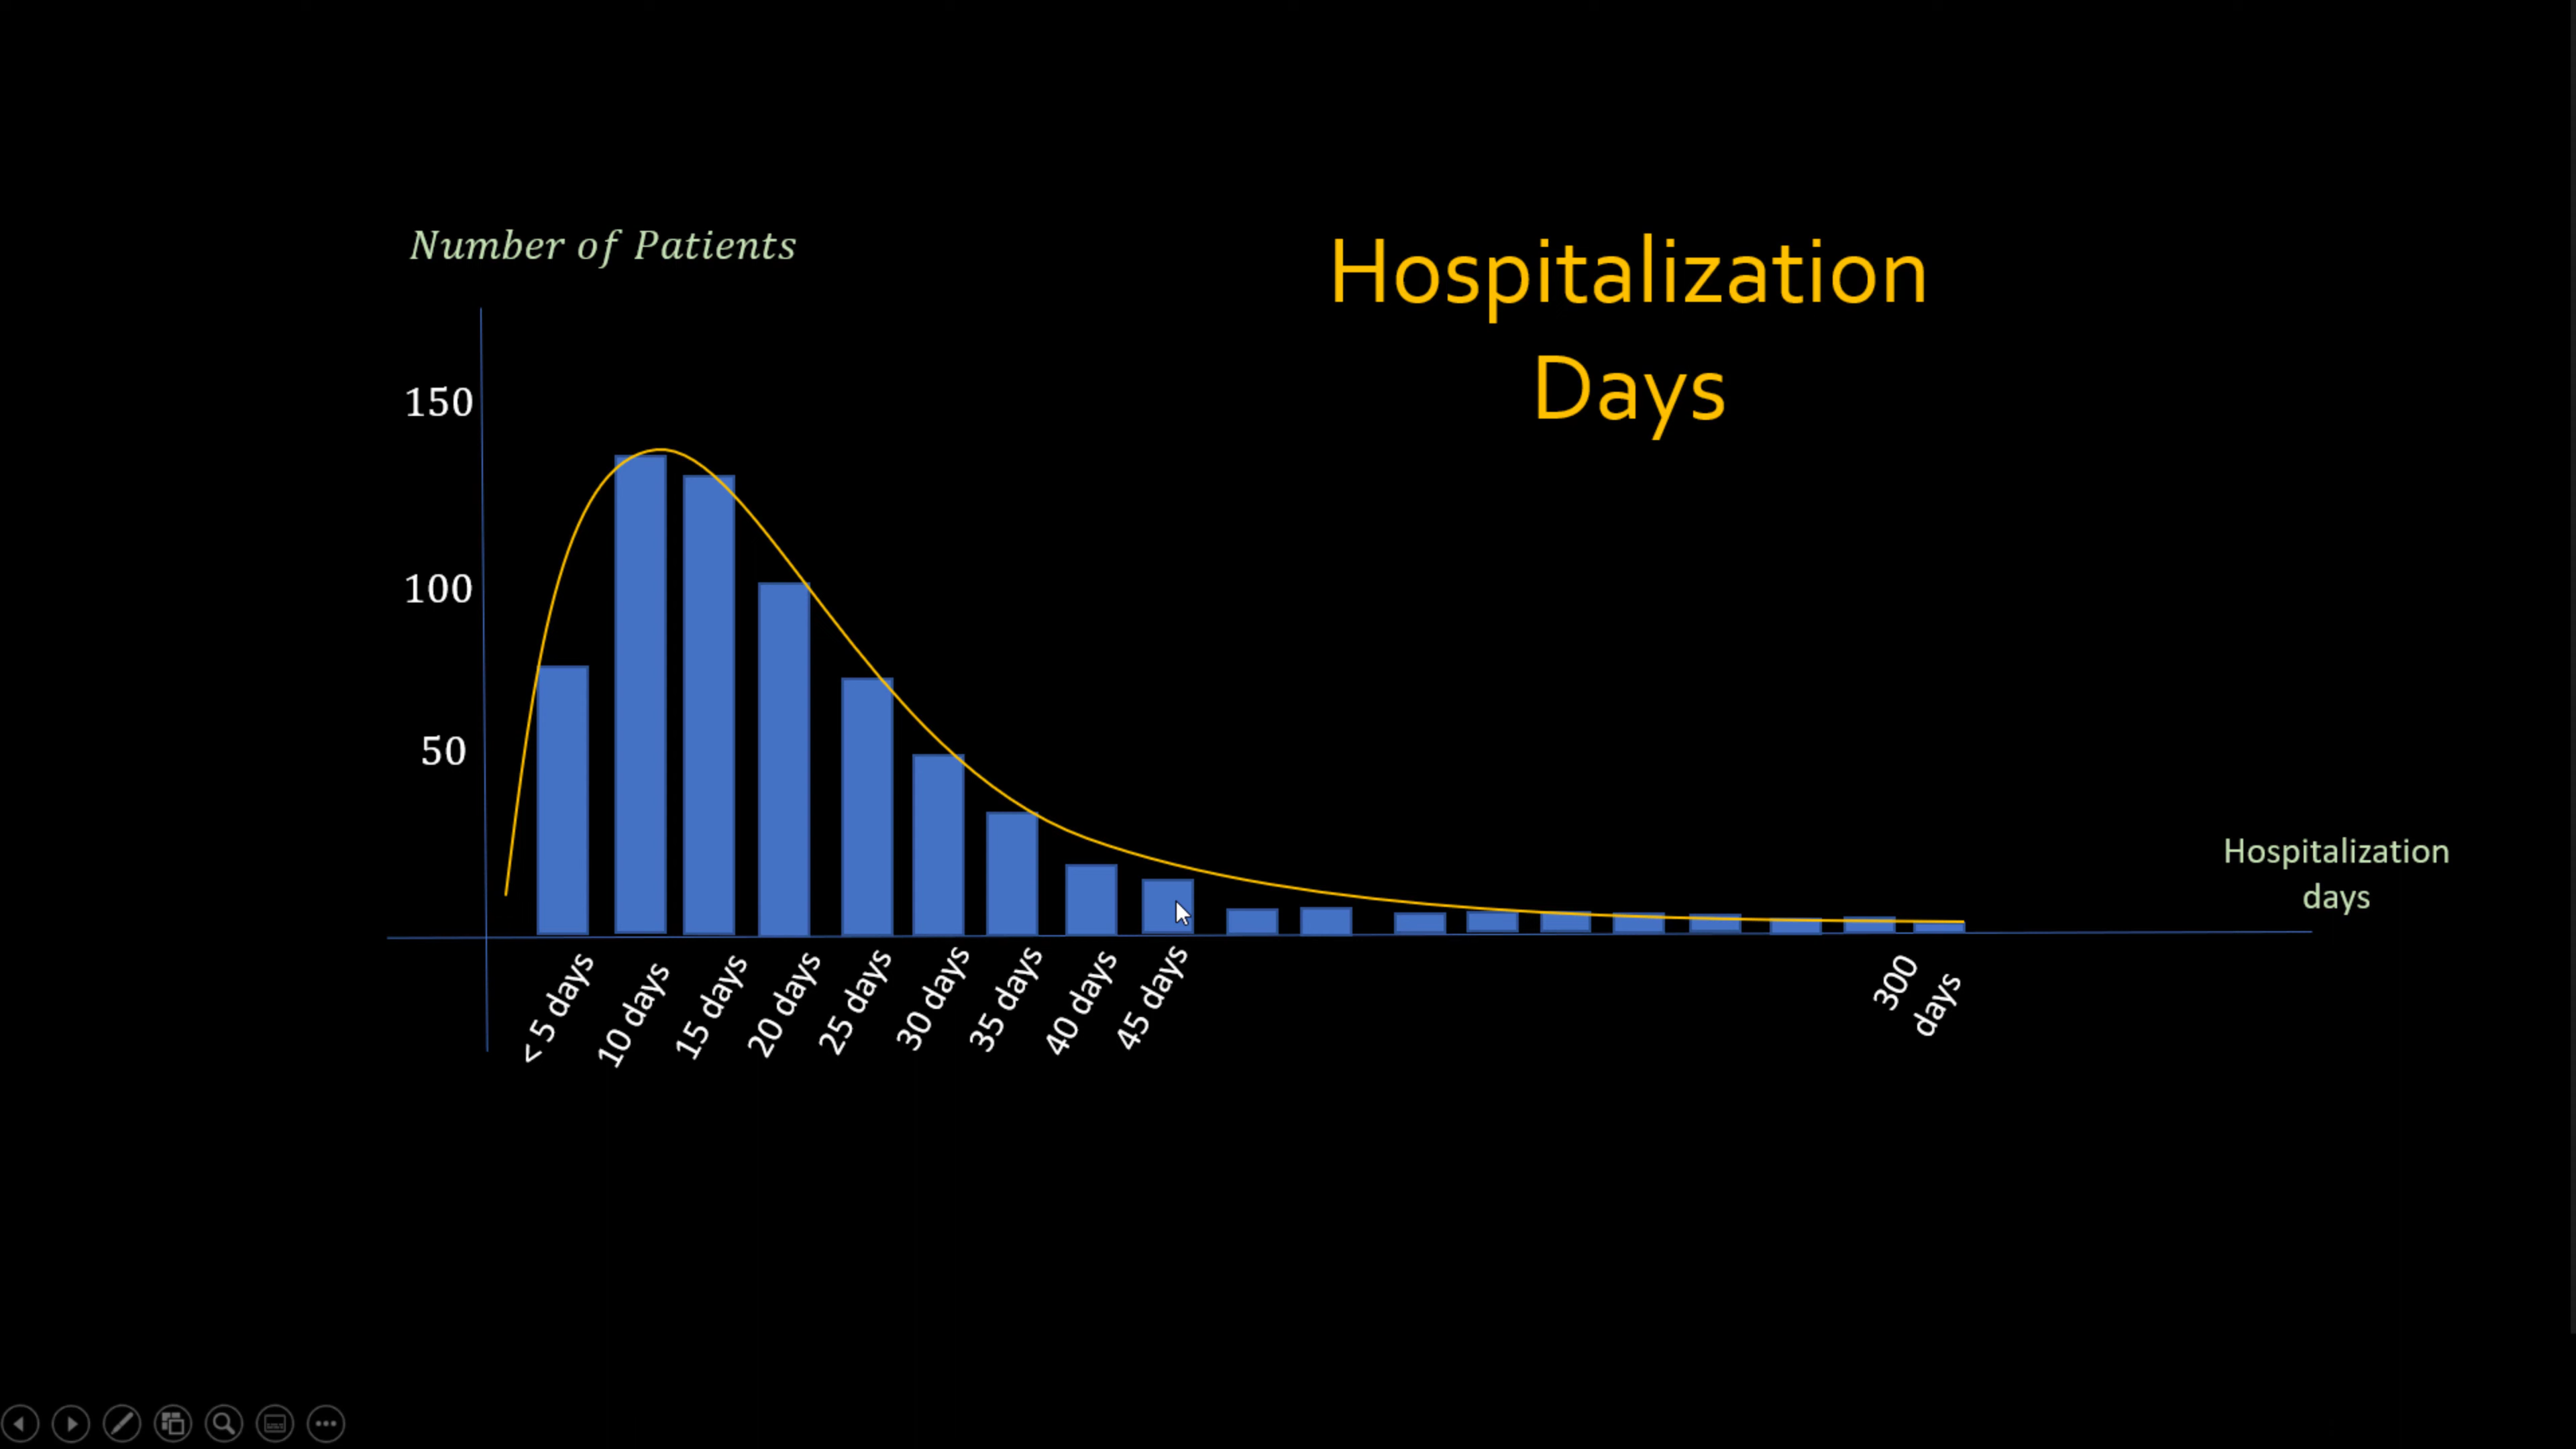 Number of Patients
Hospitalization
Days
150
100
50
Hospitalization
days
< 5 days
10 days
15 days
20 days
25 days
30 days
35 days
40 days
45 days
300
days